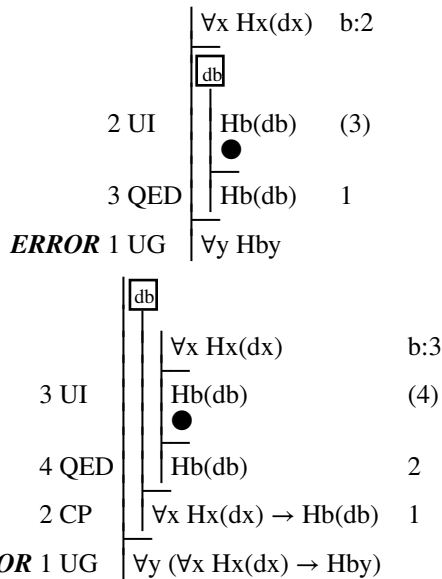 ∀x Hx(dx) b:2
db
2 UI Hb(db) (3)
●
3 QED Hb(db) 1
ERROR 1 UG ∀y Hby
db
∀x Hx(dx) b:3
3 UI Hb(db) (4)
●
4 QED Hb(db) 2
2 CP ∀x Hx(dx) → Hb(db) 1
OR 1 UG ∀y (∀x Hx(dx) → Hby)